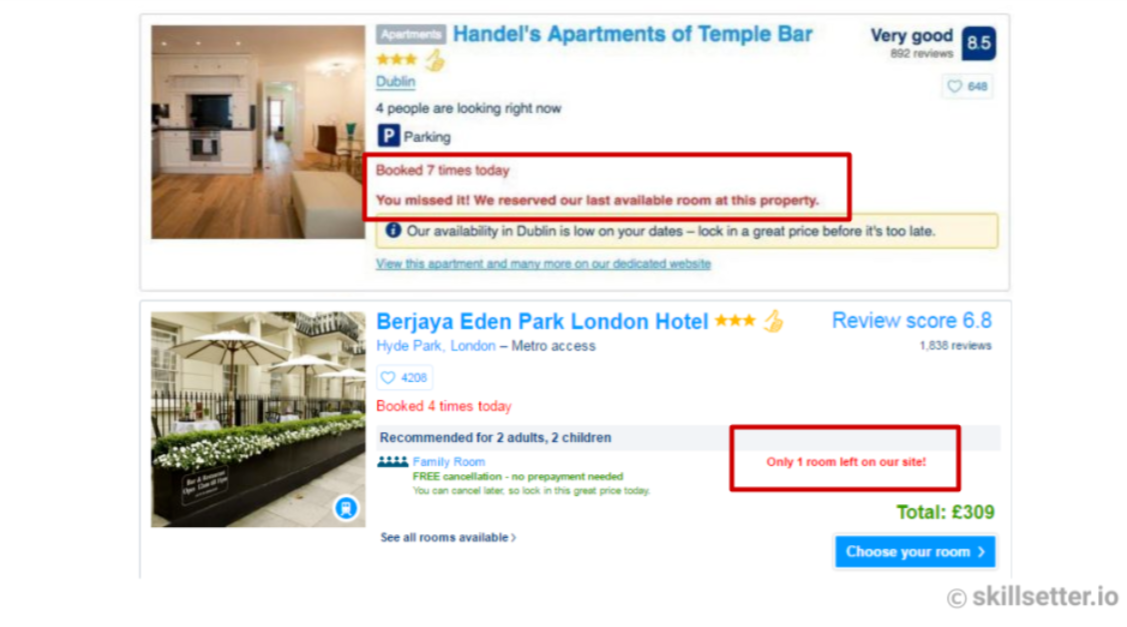 Apartments Handel's Apartments of Temple Bar
Very good 8.5
892 reviews
Dublin
648
4 people are looking right now
P Parking
Booked 7 times today
You missed it! We reserved our last available room at this property.
Our availability in Dublin is low on your dates – lock in a great price before it's too late.
View this apartment and many more on our dedicated website
Berjaya Eden Park London Hotel
Review score 6.8
Hyde Park, London – Metro access
1,838 reviews
4208
Booked 4 times today
Recommended for 2 adults, 2 children
Family Room
Only 1 room left on our site!
FREE cancellation - no prepayment needed
You can cancel later, so lock in this great price today.
Total: £309
See all rooms available >
Choose your room >
Bar & Restaurant
Open 12am till 11pm
© skillsetter.io